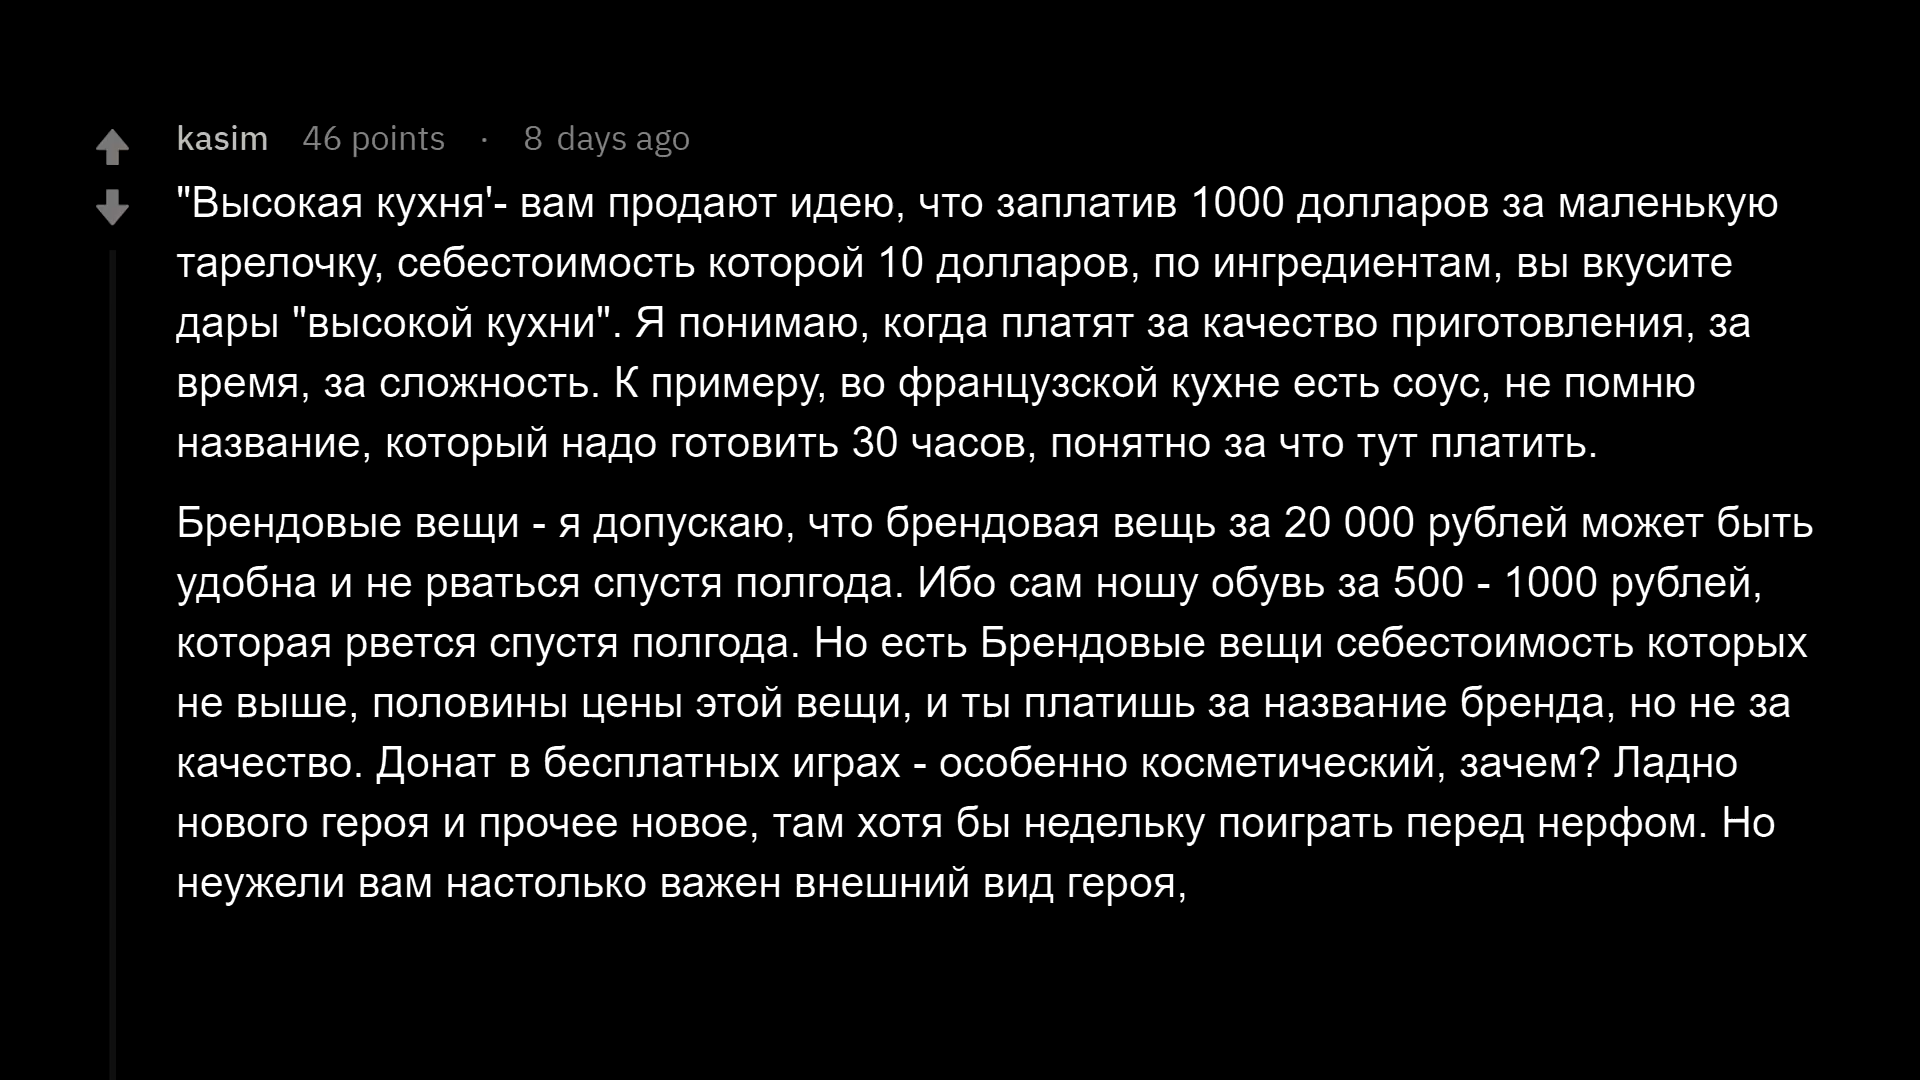 kasim 46 points · 8 days ago
"Высокая кухня'- вам продают идею, что заплатив 1000 долларов за маленькую
тарелочку, себестоимость которой 10 долларов, по ингредиентам, вы вкусите
дары "высокой кухни". Я понимаю, когда платят за качество приготовления, за
время, за сложность. К примеру, во французской кухне есть соус, не помню
название, который надо готовить 30 часов, понятно за что тут платить.
Брендовые вещи - я допускаю, что брендовая вещь за 20 000 рублей может быть
удобна и не рваться спустя полгода. Ибо сам ношу обувь за 500 - 1000 рублей,
которая рвется спустя полгода. Но есть Брендовые вещи себестоимость которых
не выше, половины цены этой вещи, и ты платишь за название бренда, но не за
качество. Донат в бесплатных играх - особенно косметический, зачем? Ладно
нового героя и прочее новое, там хотя бы недельку поиграть перед нерфом. Но
неужели вам настолько важен внешний вид героя,